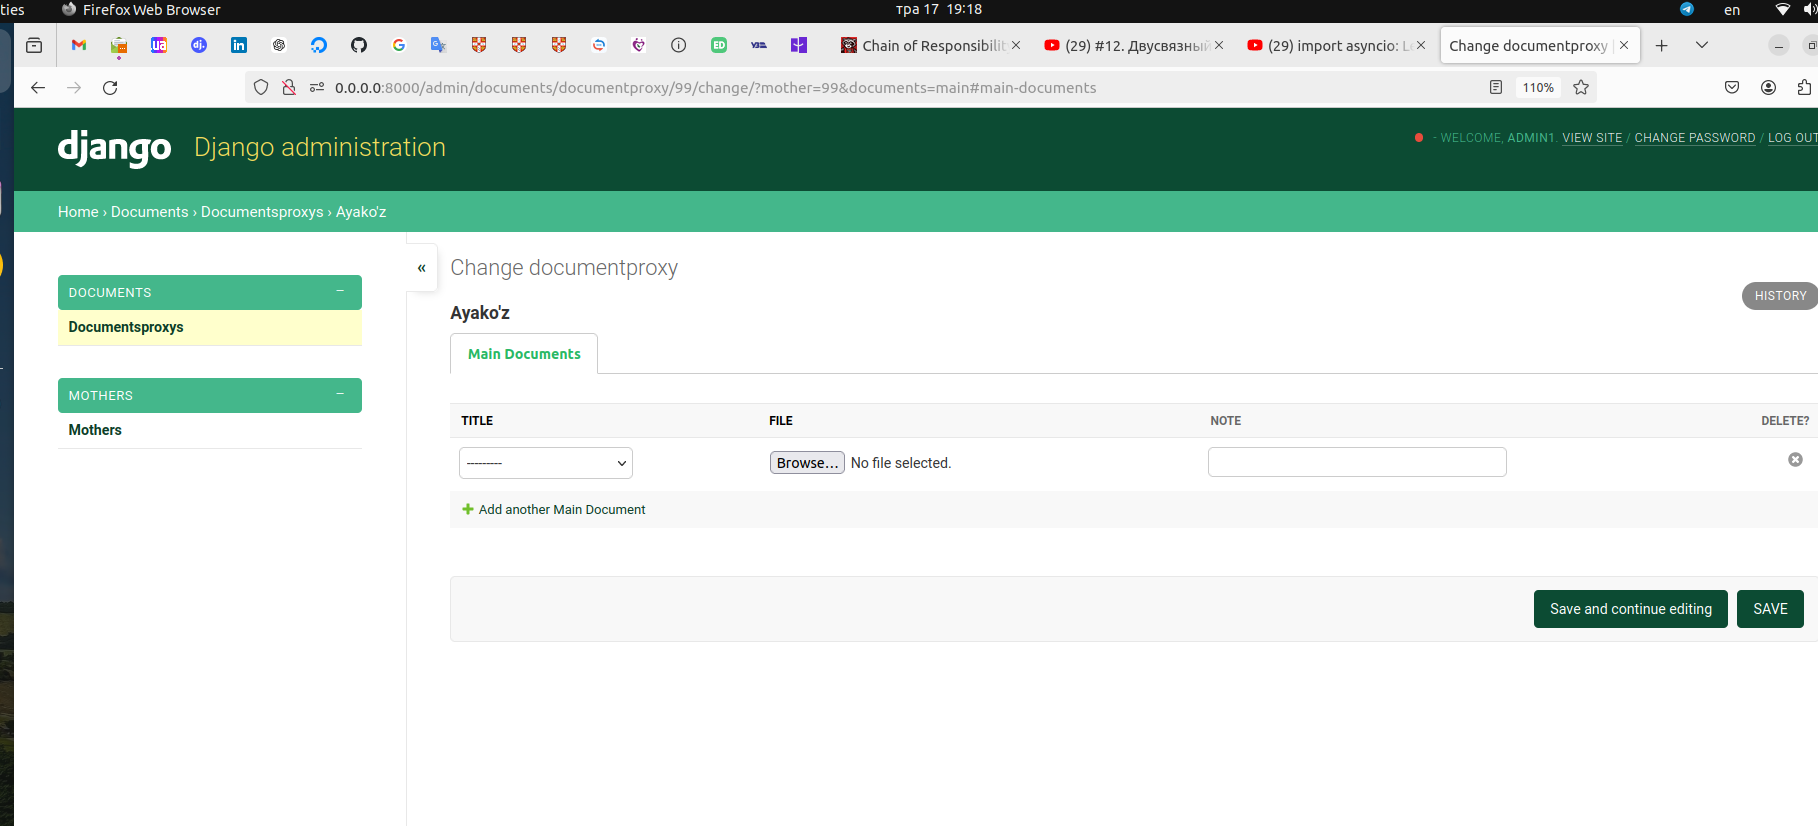 ties Firefox Web Browser тра 17 19:18 en
Chain of Responsibilit (29) #12. Двусвязный (29) import asyncio: Le Change documentproxy |
0.0.0.0:8000/admin/documents/documentproxy/99/change/?mother=99&documents=main#main-documents 110%
django Django administration - WELCOME, ADMIN1. VIEW SITE / CHANGE PASSWORD / LOG OUT
Home › Documents › Documentsproxys › Ayako'z
«
Change documentproxy
HISTORY
DOCUMENTS
Documentsproxys
MOTHERS
Mothers
Ayako'z
Main Documents
TITLE FILE NOTE DELETE?
--------- Browse... No file selected.
Add another Main Document
Save and continue editing SAVE